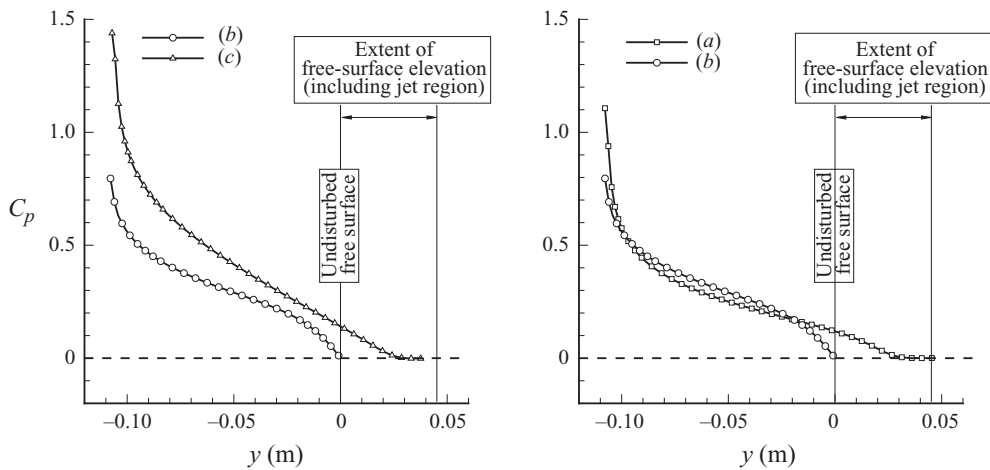 1.5
(b)
(c)
Extent of
free-surface elevation
(including jet region)
1.0
Cp
0.5
0
Undisturbed
free surface
–0.10
–0.05
0
0.05
y (m)
1.5
(a)
(b)
Extent of
free-surface elevation
(including jet region)
1.0
0.5
0
Undisturbed
free surface
–0.10
–0.05
0
0.05
y (m)